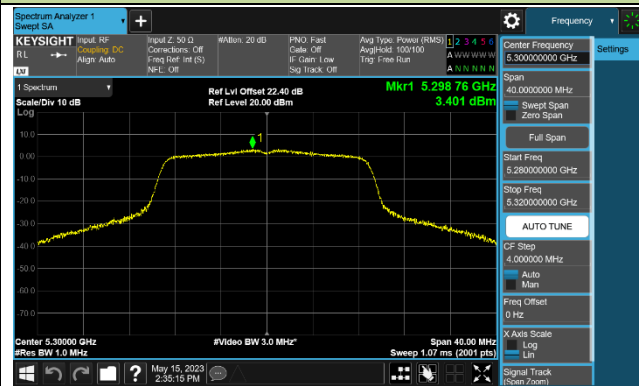 Spectrum Analyzer 1
Swept SA
+
Frequency
KEYSIGHT
RL
LXI
Input: RF
Coupling: DC
Align: Auto
Input Z: 50 Ω
Corrections: Off
Freq Ref: Int (S)
NFE: Off
#Atten: 20 dB
PNO: Fast
Gate: Off
IF Gain: Low
Sig Track: Off
Avg Type: Power (RMS)
Avg|Hold: 100/100
Trig: Free Run
1 2 3 4 5 6
A W W W W W
A N N N N N
1 Spectrum
Scale/Div 10 dB
Log
Ref Lvl Offset 22.40 dB
Ref Level 20.00 dBm
Mkr1 5.298 76 GHz
3.401 dBm
1
10.0
0.00
-10.0
-20.0
-30.0
-40.0
-50.0
-60.0
-70.0
Center 5.30000 GHz
#Res BW 1.0 MHz
#Video BW 3.0 MHz*
Span 40.00 MHz
Sweep 1.07 ms (2001 pts)
May 15, 2023
2:35:15 PM
?
Center Frequency
5.300000000 GHz
Settings
Span
40.0000000 MHz
Swept Span
Zero Span
Full Span
Start Freq
5.280000000 GHz
Stop Freq
5.320000000 GHz
AUTO TUNE
CF Step
4.000000 MHz
Auto
Man
Freq Offset
0 Hz
X Axis Scale
Log
Lin
Signal Track
(Span Zoom)